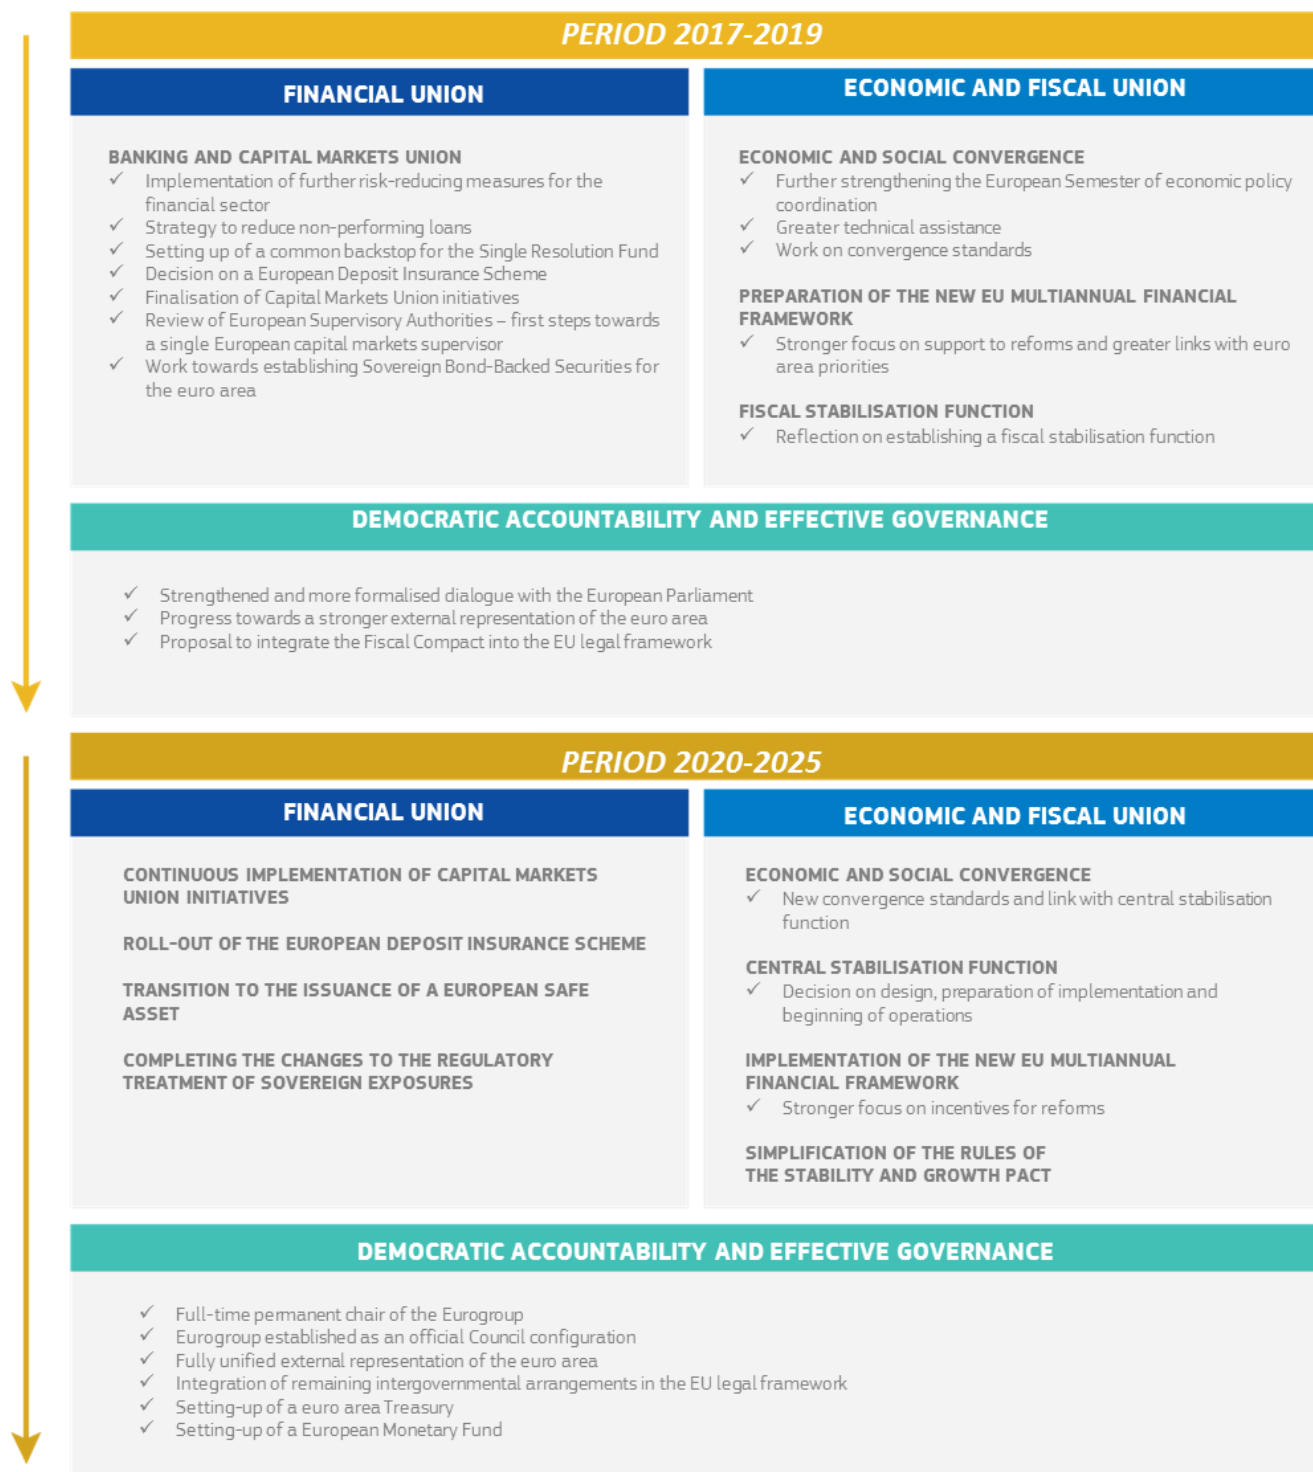 PERIOD 2017-2019
FINANCIAL UNION
BANKING AND CAPITAL MARKETS UNION
✓ Implementation of further risk-reducing measures for the
financial sector
✓ Strategy to reduce non-performing loans
✓ Setting up of a common backstop for the Single Resolution Fund
✓ Decision on a European Deposit Insurance Scheme
✓ Finalisation of Capital Markets Union initiatives
✓ Review of European Supervisory Authorities – first steps towards
a single European capital markets supervisor
✓ Work towards establishing Sovereign Bond-Backed Securities for
the euro area
ECONOMIC AND FISCAL UNION
ECONOMIC AND SOCIAL CONVERGENCE
✓ Further strengthening the European Semester of economic policy
coordination
✓ Greater technical assistance
✓ Work on convergence standards
PREPARATION OF THE NEW EU MULTIANNUAL FINANCIAL
FRAMEWORK
✓ Stronger focus on support to reforms and greater links with euro
area priorities
FISCAL STABILISATION FUNCTION
✓ Reflection on establishing a fiscal stabilisation function
DEMOCRATIC ACCOUNTABILITY AND EFFECTIVE GOVERNANCE
✓ Strengthened and more formalised dialogue with the European Parliament
✓ Progress towards a stronger external representation of the euro area
✓ Proposal to integrate the Fiscal Compact into the EU legal framework
PERIOD 2020-2025
FINANCIAL UNION
CONTINUOUS IMPLEMENTATION OF CAPITAL MARKETS
UNION INITIATIVES
ROLL-OUT OF THE EUROPEAN DEPOSIT INSURANCE SCHEME
TRANSITION TO THE ISSUANCE OF A EUROPEAN SAFE
ASSET
COMPLETING THE CHANGES TO THE REGULATORY
TREATMENT OF SOVEREIGN EXPOSURES
ECONOMIC AND FISCAL UNION
ECONOMIC AND SOCIAL CONVERGENCE
✓ New convergence standards and link with central stabilisation
function
CENTRAL STABILISATION FUNCTION
✓ Decision on design, preparation of implementation and
beginning of operations
IMPLEMENTATION OF THE NEW EU MULTIANNUAL
FINANCIAL FRAMEWORK
✓ Stronger focus on incentives for reforms
SIMPLIFICATION OF THE RULES OF
THE STABILITY AND GROWTH PACT
DEMOCRATIC ACCOUNTABILITY AND EFFECTIVE GOVERNANCE
✓ Full-time permanent chair of the Eurogroup
✓ Eurogroup established as an official Council configuration
✓ Fully unified external representation of the euro area
✓ Integration of remaining intergovernmental arrangements in the EU legal framework
✓ Setting-up of a euro area Treasury
✓ Setting-up of a European Monetary Fund